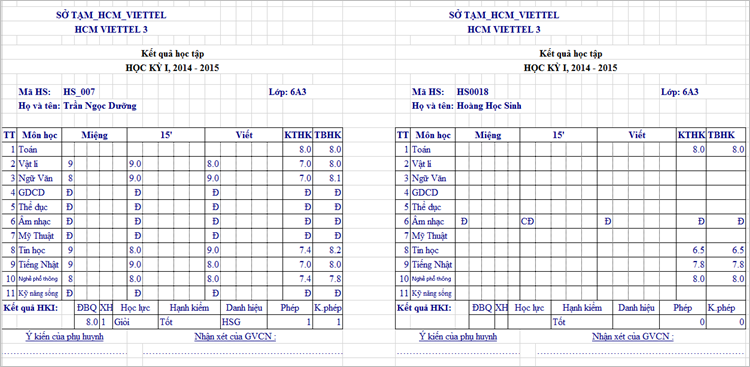 SỞ TẠM_HCM_VIETTEL
HCM VIETTEL 3
Kết quả học tập
HỌC KỲ I, 2014 - 2015
Mã HS: HS_007 Lớp: 6A3
Họ và tên: Trần Ngọc Dưỡng
TT Môn học Miệng 15' Viết KTHK TBHK
1 Toán 8.0 8.0
2 Vật lí 9 9.0 8.0 7.0 8.0
3 Ngữ Văn 8 9.0 9.0 7.0 8.1
4 GDCD Đ Đ Đ Đ Đ
5 Thể dục Đ Đ Đ Đ Đ
6 Âm nhạc Đ Đ Đ Đ Đ
7 Mỹ Thuật Đ Đ Đ Đ Đ
8 Tin học 9 8.0 9.0 7.4 8.2
9 Tiếng Nhật 9 9.0 8.0 7.0 8.0
10 Nghề phổ thông 8 8.0 8.0 7.4 7.8
11 Kỹ năng sống Đ Đ Đ Đ Đ
Kết quả HKI: ĐBQ XH Học lực Hạnh kiểm Danh hiệu Phép K.phép
8.0 1 Giỏi Tốt HSG 1 1
Ý kiến của phụ huynh Nhận xét của GVCN :
SỞ TẠM_HCM_VIETTEL
HCM VIETTEL 3
Kết quả học tập
HỌC KỲ I, 2014 - 2015
Mã HS: HS0018 Lớp: 6A3
Họ và tên: Hoàng Học Sinh
TT Môn học Miệng 15' Viết KTHK TBHK
1 Toán 8.0 8.0
2 Vật lí
3 Ngữ Văn
4 GDCD
5 Thể dục
6 Âm nhạc Đ CĐ Đ Đ Đ
7 Mỹ Thuật
8 Tin học 6.5 6.5
9 Tiếng Nhật 7.8 7.8
10 Nghề phổ thông 8.0 8.0
11 Kỹ năng sống
Kết quả HKI: ĐBQ XH Học lực Hạnh kiểm Danh hiệu Phép K.phép
Tốt 0 0
Ý kiến của phụ huynh Nhận xét của GVCN :